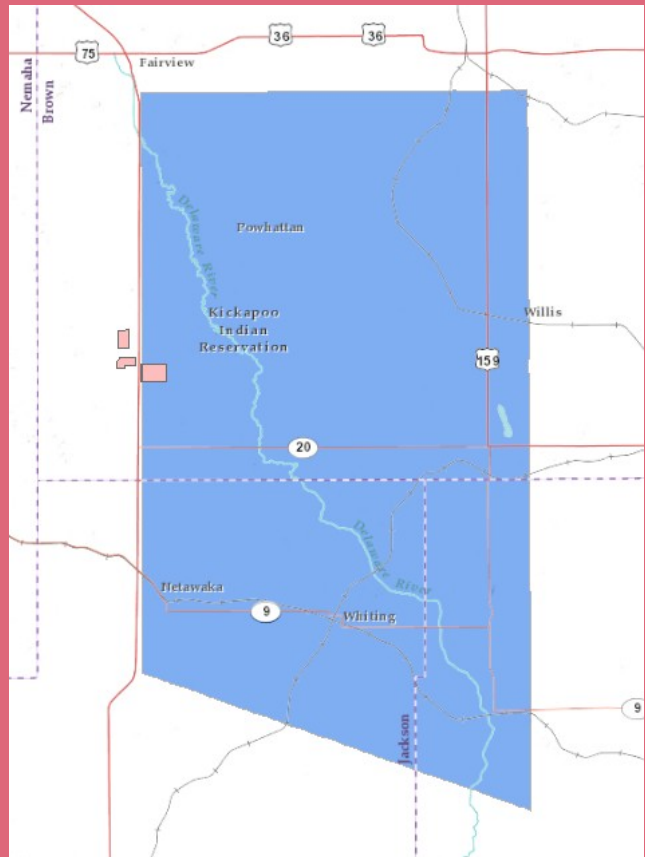 36
36
75
Fairview
Nemaha
Brown
Delaware River
Powhattan
Kickapoo
Indian
Reservation
Willis
159
20
Delaware River
Netawaka
9
Whiting
9
Jackson